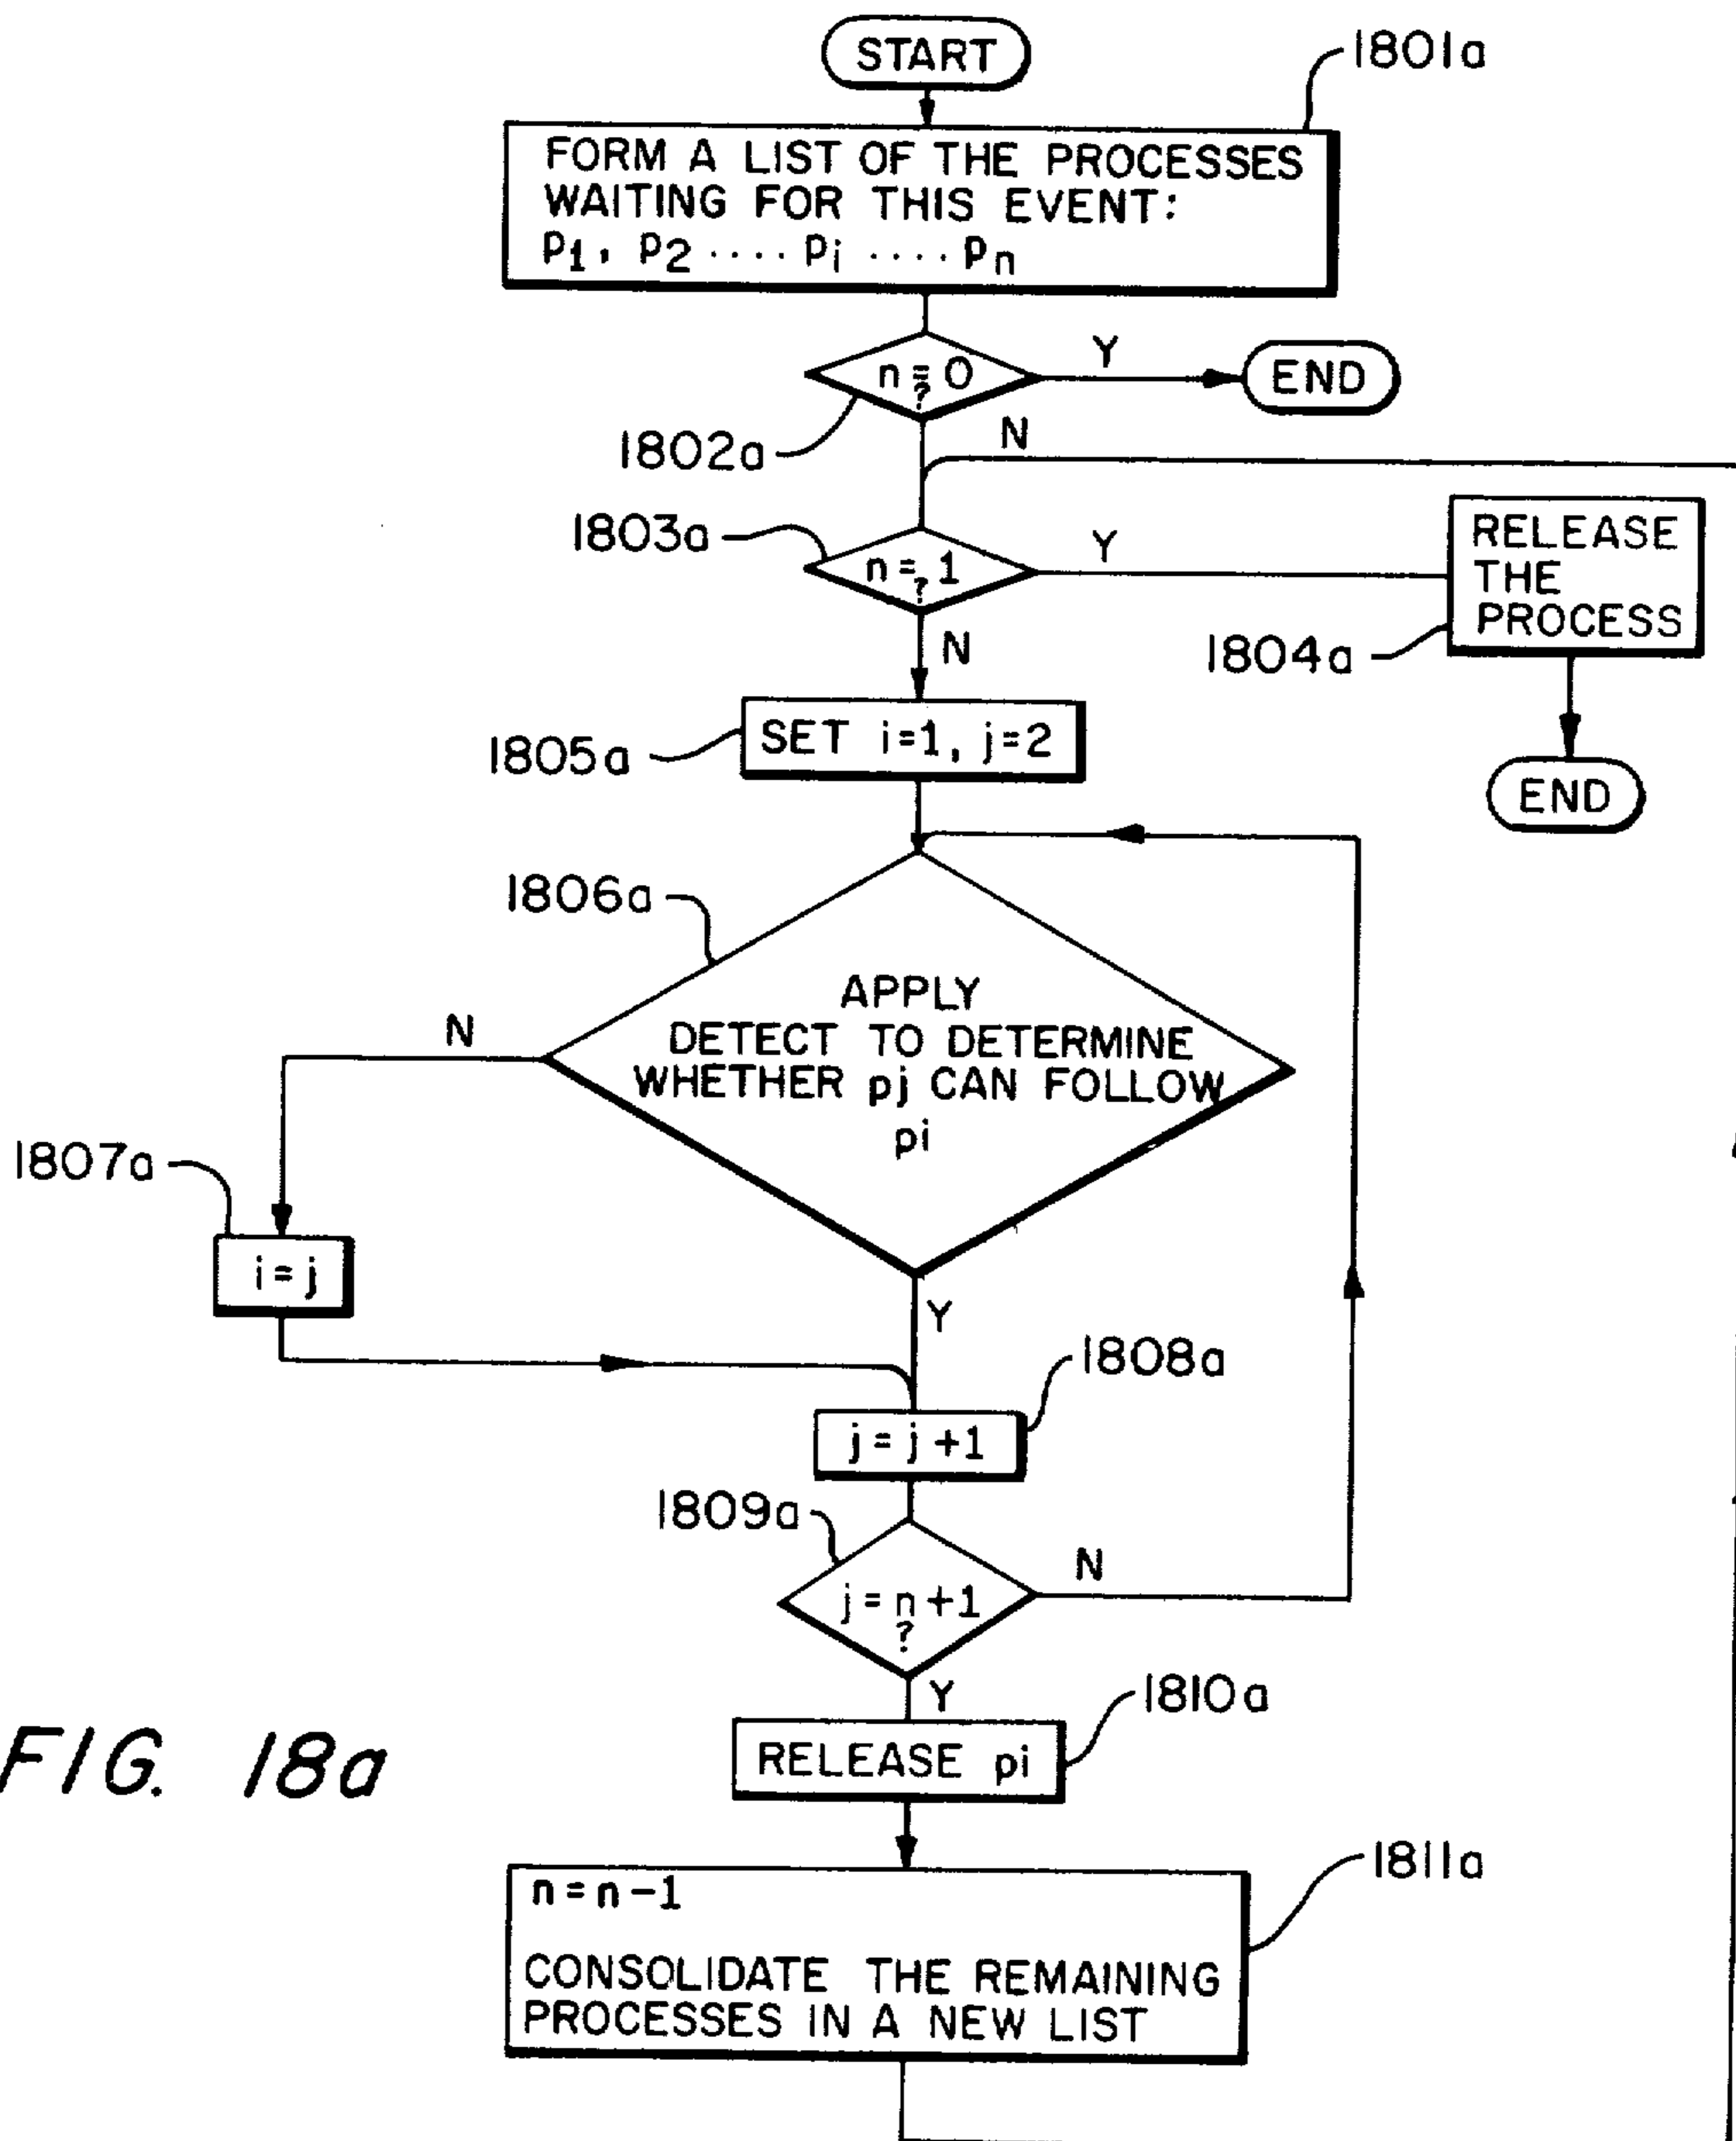 START
1801a
FORM A LIST OF THE PROCESSES
WAITING FOR THIS EVENT:
P1, P2 .... Pi .... Pn
n = 0
?
Y
END
1802a
N
1803a
n = 1
?
Y
RELEASE
THE
PROCESS
1804a
N
END
SET i=1, j=2
1805a
1806a
APPLY
DETECT TO DETERMINE
WHETHER pj CAN FOLLOW
pi
N
1807a
i = j
Y
1808a
j = j +1
1809a
j = n +1
?
N
Y
1810a
RELEASE pi
FIG. 18a
1811a
n = n -1
CONSOLIDATE THE REMAINING
PROCESSES IN A NEW LIST